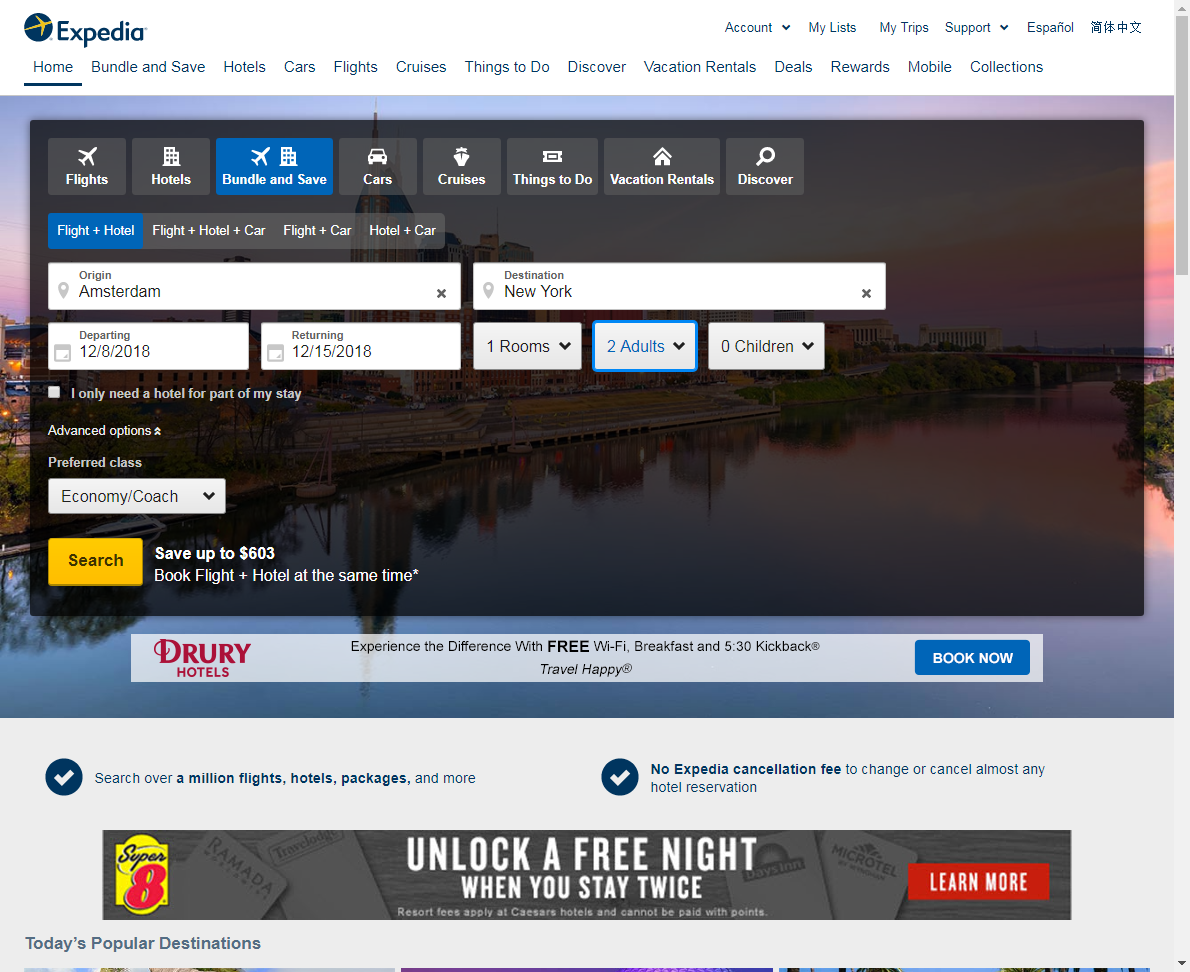 Expedia
Account My Lists My Trips Support Español 简体中文
Home Bundle and Save Hotels Cars Flights Cruises Things to Do Discover Vacation Rentals Deals Rewards Mobile Collections
Flights Hotels Bundle and Save Cars Cruises Things to Do Vacation Rentals Discover
Flight + Hotel Flight + Hotel + Car Flight + Car Hotel + Car
Origin Destination
Amsterdam New York
Departing Returning
12/8/2018 12/15/2018 1 Rooms 2 Adults 0 Children
I only need a hotel for part of my stay
Advanced options
Preferred class
Economy/Coach
Search
Save up to $603
Book Flight + Hotel at the same time*
DRURY
HOTELS
Experience the Difference With FREE Wi-Fi, Breakfast and 5:30 Kickback®
Travel Happy®
BOOK NOW
Search over a million flights, hotels, packages, and more
No Expedia cancellation fee to change or cancel almost any
hotel reservation
Super
8
RAMADA
Travelodge
UNLOCK A FREE NIGHT
WHEN YOU STAY TWICE
Resort fees apply at Caesars hotels and cannot be paid with points.
Days Inn
MICROTEL
LEARN MORE
Today's Popular Destinations